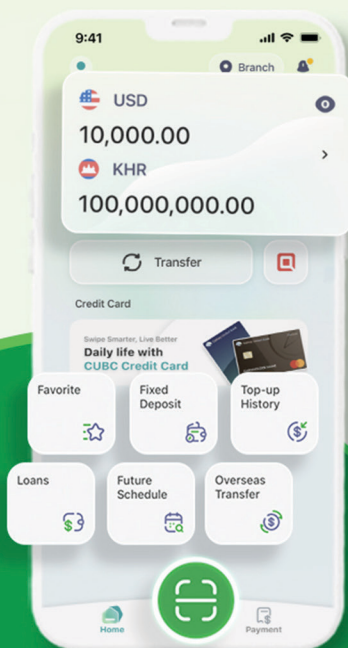 9:41
Branch
USD
10,000.00
KHR
100,000,000.00
Transfer
Credit Card
Swipe Smarter, Live Better
Daily life with
CUBC Credit Card
Favorite
Fixed
Deposit
Top-up
History
Loans
Future
Schedule
Overseas
Transfer
Home
Payment